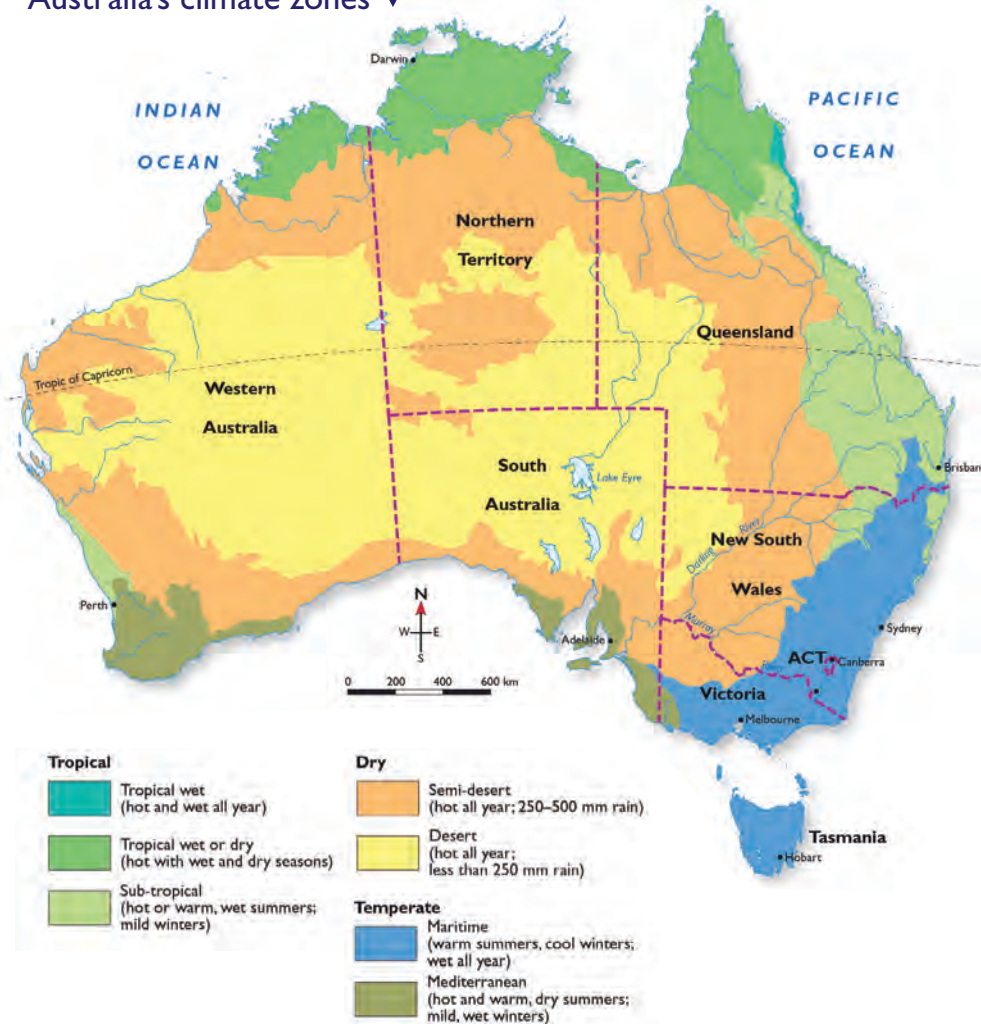 Australia's climate zones ▼
Darwin
INDIAN
OCEAN
PACIFIC
OCEAN
Northern
Territory
Queensland
Tropic of Capricorn
Western
Australia
South
Australia
Lake Eyre
Brisban
Darling River
New South
Wales
Perth
N
W E
S
Adelaide
Murray
River
Sydney
ACT
Canberra
0 200 400 600 km
Victoria
Melbourne
Tasmania
Hobart
Tropical
Tropical wet
(hot and wet all year)
Tropical wet or dry
(hot with wet and dry seasons)
Sub-tropical
(hot or warm, wet summers;
mild winters)
Dry
Semi-desert
(hot all year; 250–500 mm rain)
Desert
(hot all year;
less than 250 mm rain)
Temperate
Maritime
(warm summers, cool winters;
wet all year)
Mediterranean
(hot and warm, dry summers;
mild, wet winters)